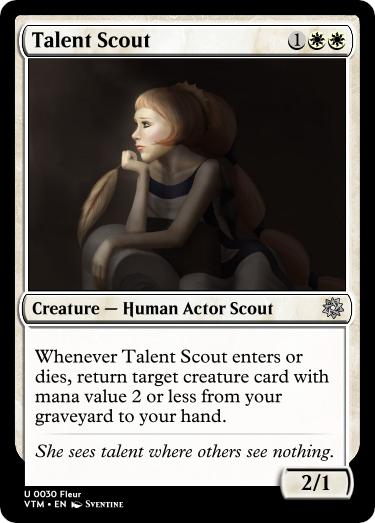 Talent Scout 1
Creature — Human Actor Scout
Whenever Talent Scout enters or
dies, return target creature card with
mana value 2 or less from your
graveyard to your hand.
She sees talent where others see nothing.
2/1
U 0030 Fleur
VTM • EN Sventine